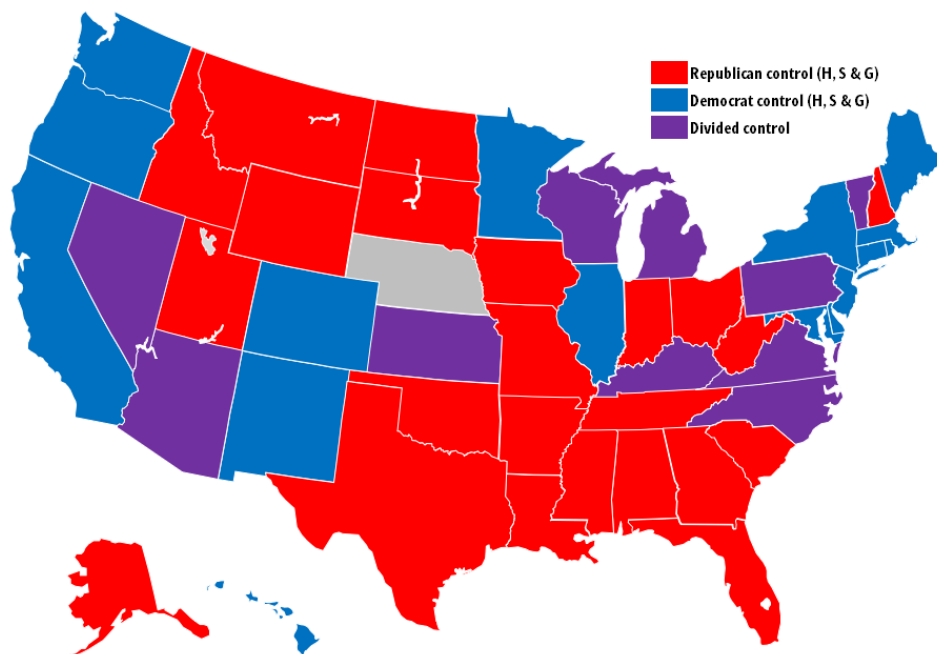 Republican control (H, S & G)
Democrat control (H, S & G)
Divided control